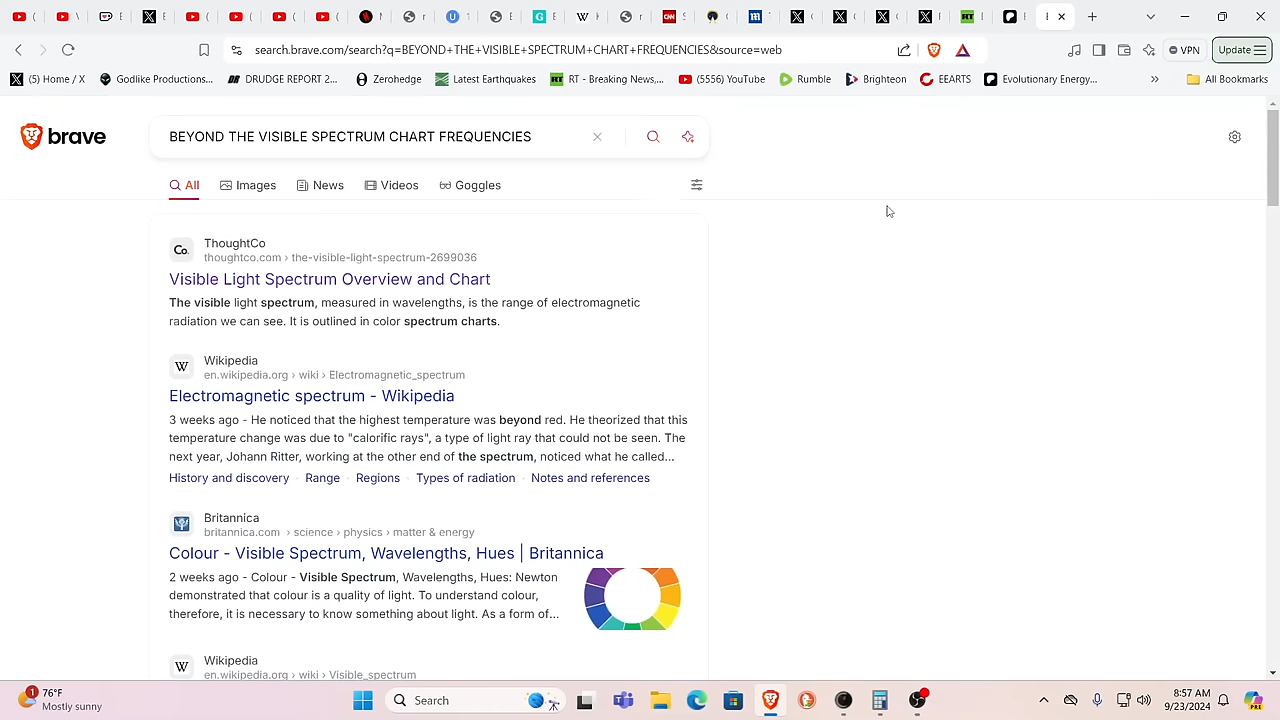 search.brave.com/search?q=BEYOND+THE+VISIBLE+SPECTRUM+CHART+FREQUENCIES&source=web
VPN
Update
(5) Home / X
Godlike Productions...
DRUDGE REPORT 2...
Zerohedge
Latest Earthquakes
RT - Breaking News,...
(5556) YouTube
Rumble
Brighteon
EEARTS
Evolutionary Energy...
»
All Bookmarks
brave
BEYOND THE VISIBLE SPECTRUM CHART FREQUENCIES
All
Images
News
Videos
Goggles
Co.
ThoughtCo
thoughtco.com › the-visible-light-spectrum-2699036
Visible Light Spectrum Overview and Chart
The visible light spectrum, measured in wavelengths, is the range of electromagnetic
radiation we can see. It is outlined in color spectrum charts.
W
Wikipedia
en.wikipedia.org › wiki › Electromagnetic_spectrum
Electromagnetic spectrum - Wikipedia
3 weeks ago - He noticed that the highest temperature was beyond red. He theorized that this
temperature change was due to "calorific rays", a type of light ray that could not be seen. The
next year, Johann Ritter, working at the other end of the spectrum, noticed what he called...
History and discovery · Range · Regions · Types of radiation · Notes and references
Britannica
britannica.com › science › physics › matter & energy
Colour - Visible Spectrum, Wavelengths, Hues | Britannica
2 weeks ago - Colour - Visible Spectrum, Wavelengths, Hues: Newton
demonstrated that colour is a quality of light. To understand colour,
therefore, it is necessary to know something about light. As a form of...
W
Wikipedia
en.wikipedia.org › wiki › Visible_spectrum
1
76°F
Mostly sunny
Search
8:57 AM
9/23/2024